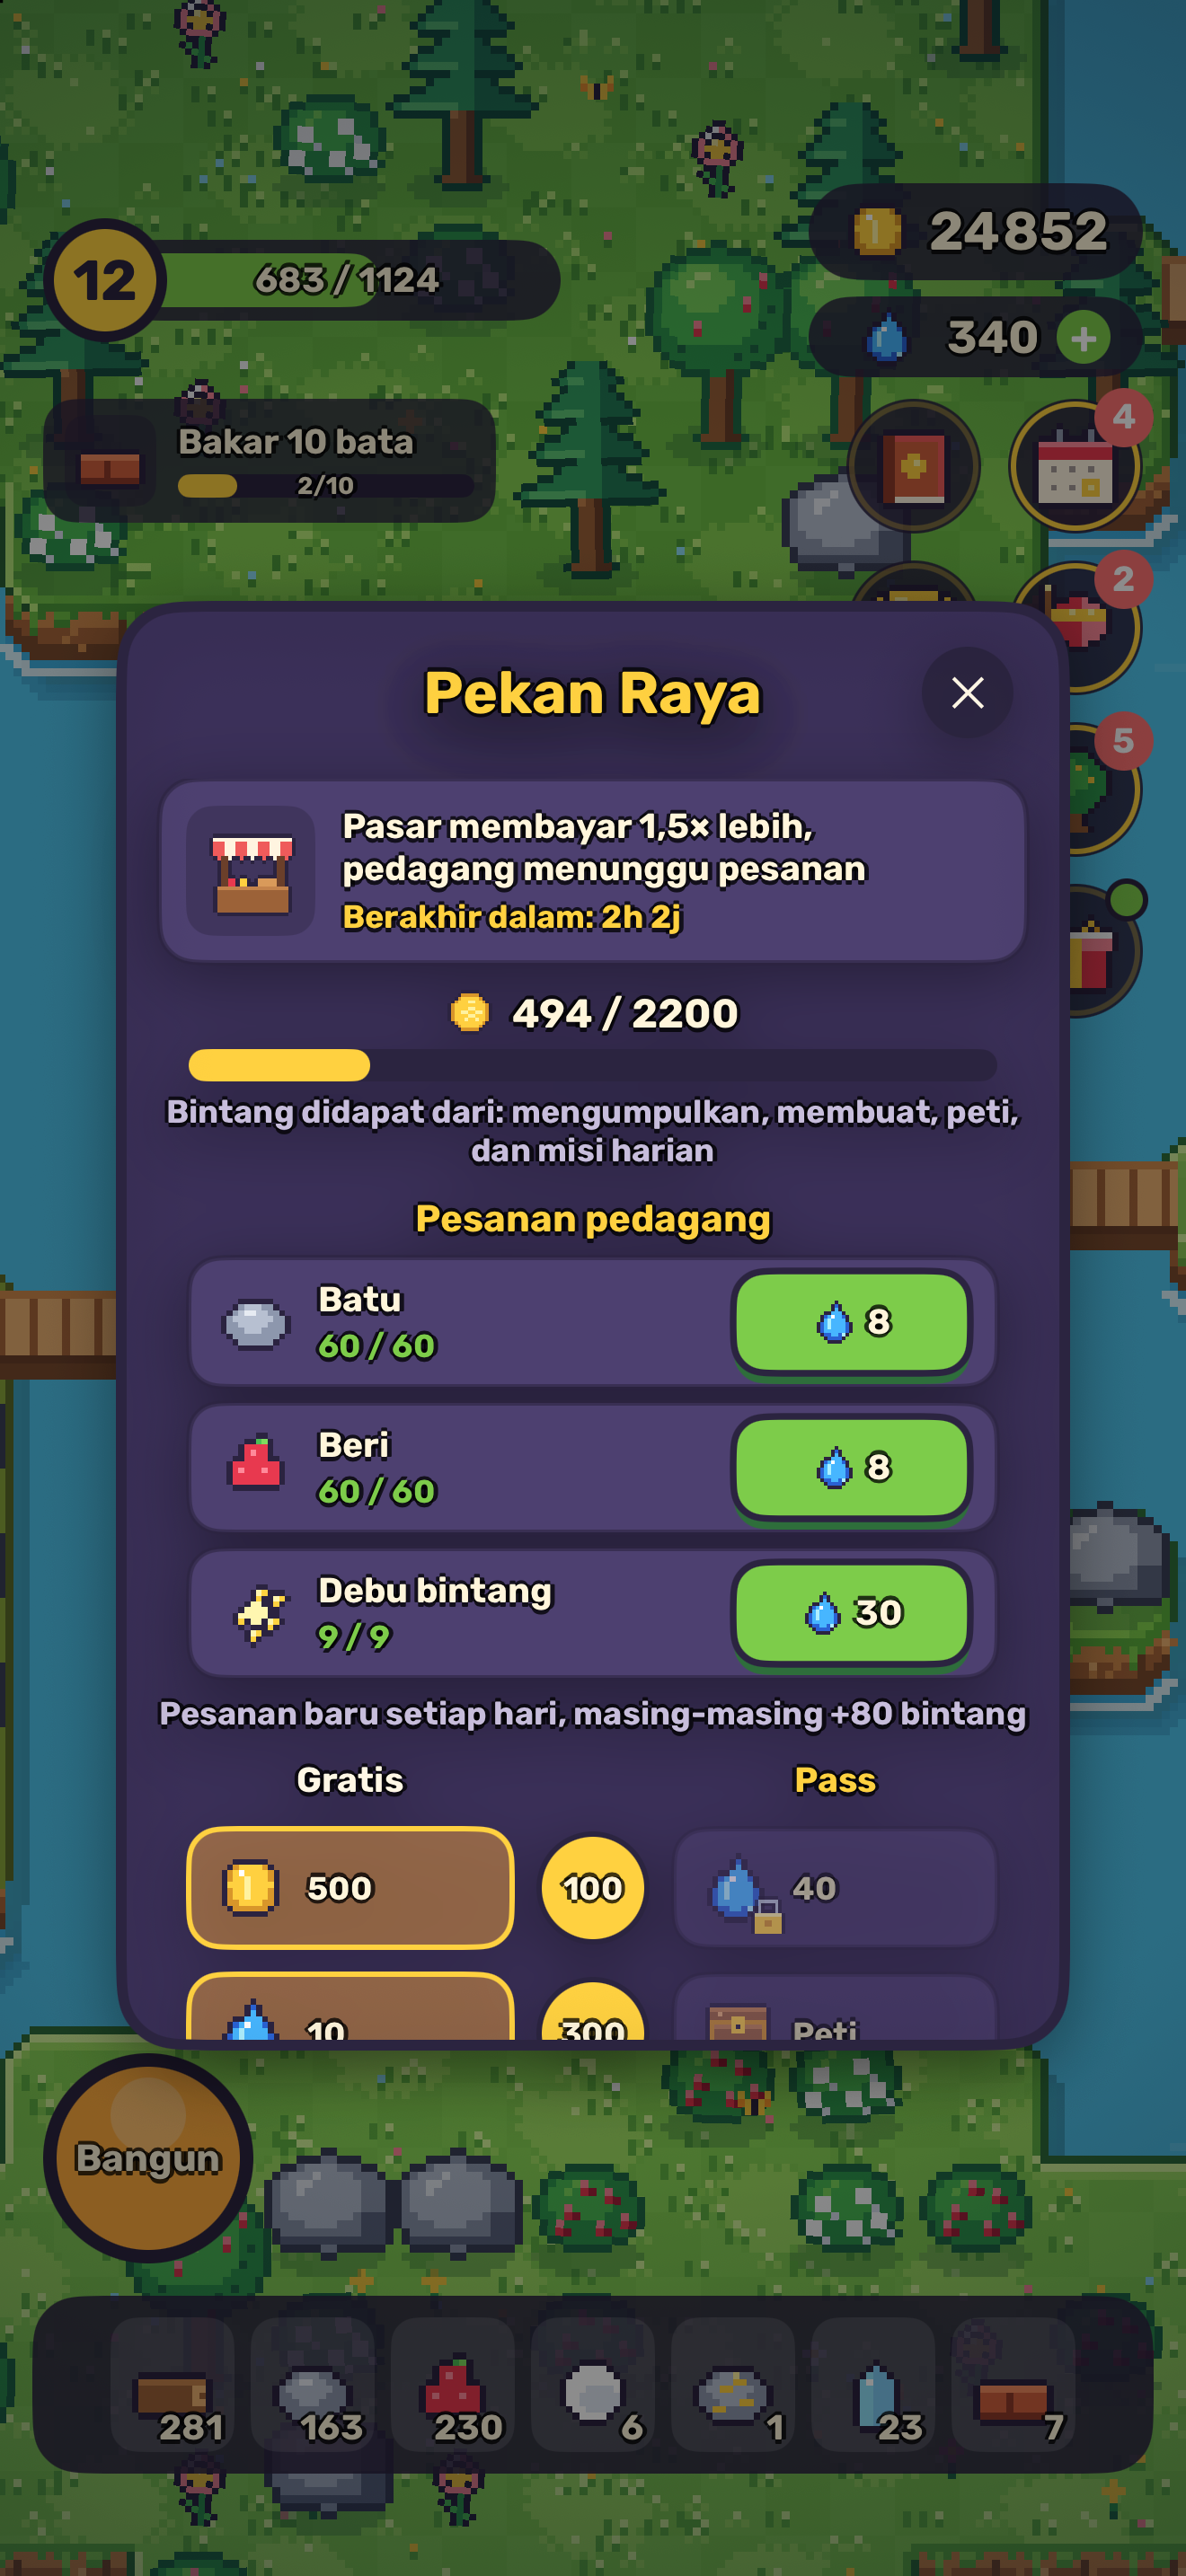 12
683 / 1124
24852
340
+
Bakar 10 bata
2/10
4
2
5
Pekan Raya
Pasar membayar 1,5× lebih,
pedagang menunggu pesanan
Berakhir dalam: 2h 2j
494 / 2200
Bintang didapat dari: mengumpulkan, membuat, peti,
dan misi harian
Pesanan pedagang
Batu
60 / 60
8
Beri
60 / 60
8
Debu bintang
9 / 9
30
Pesanan baru setiap hari, masing-masing +80 bintang
Gratis
Pass
500
100
40
10
300
Peti
Bangun
281
163
230
6
1
23
7